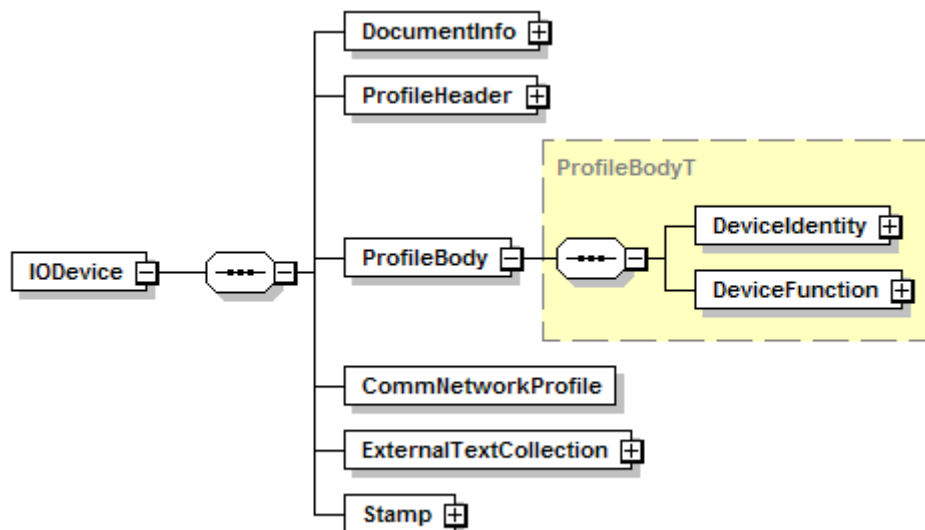 DocumentInfo
ProfileHeader
ProfileBodyT
DeviceIdentity
IODevice
ProfileBody
DeviceFunction
CommNetworkProfile
ExternalTextCollection
Stamp